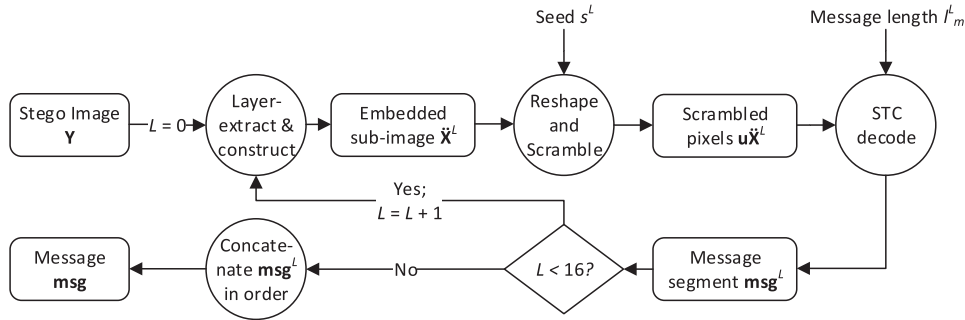 Seed s^L
Message length l^L_m
Stego Image
Y
L = 0
Layer-
extract &
construct
Embedded
sub-image Ẍ^L
Reshape
and
Scramble
Scrambled
pixels uẌ^L
STC
decode
Yes;
L = L + 1
Message
msg
Concate-
nate msg^L
in order
No
L < 16?
Message
segment msg^L